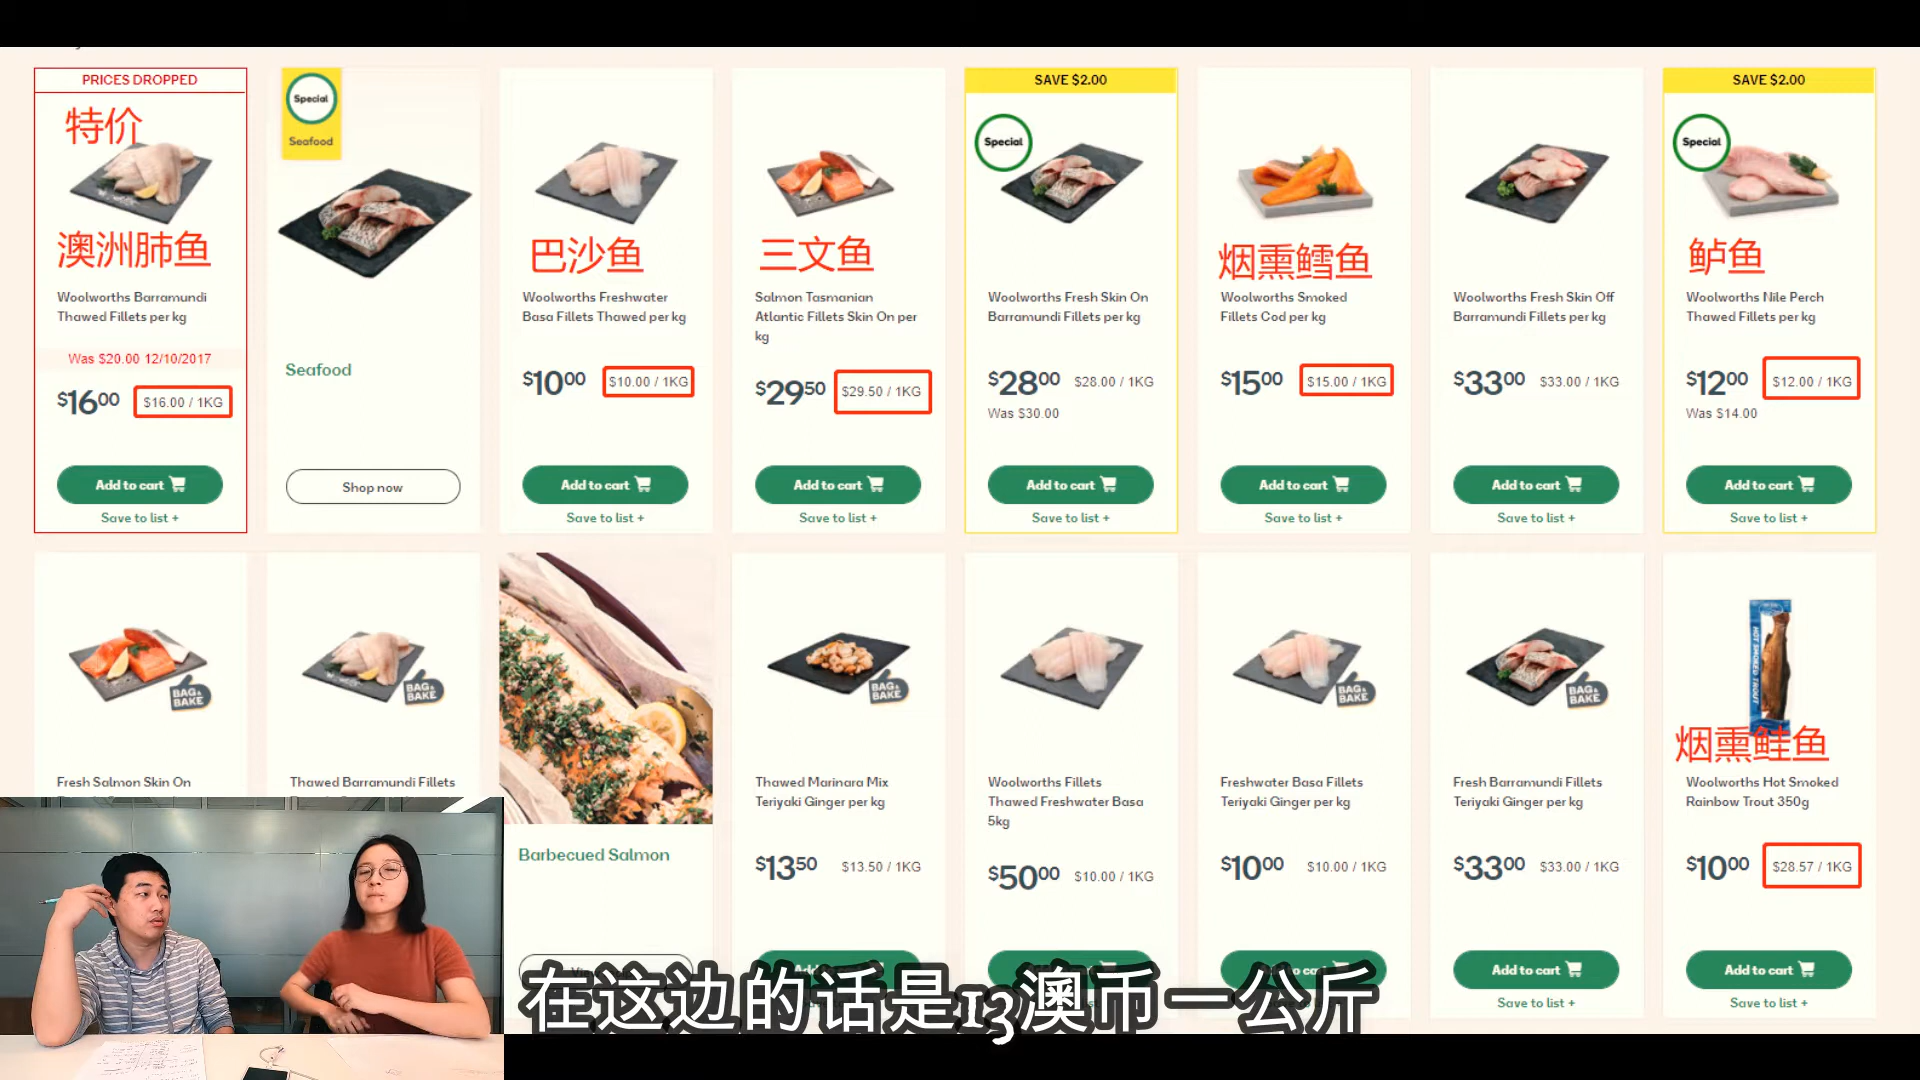 PRICES DROPPED
特价
澳洲肺鱼
Woolworths Barramundi
Thawed Fillets per kg
Was $20.00 12/10/2017
$16.00 $16.00 / 1KG
Add to cart
Save to list +
Special
Seafood
Seafood
Shop now
巴沙鱼
Woolworths Freshwater
Basa Fillets Thawed per kg
$10.00 $10.00 / 1KG
Add to cart
Save to list +
三文鱼
Salmon Tasmanian
Atlantic Fillets Skin On per
kg
$29.50 $29.50 / 1KG
Add to cart
Save to list +
SAVE $2.00
Special
Woolworths Fresh Skin On
Barramundi Fillets per kg
$28.00 $28.00 / 1KG
Was $30.00
Add to cart
Save to list +
烟熏鳕鱼
Woolworths Smoked
Fillets Cod per kg
$15.00 $15.00 / 1KG
Add to cart
Save to list +
Woolworths Fresh Skin Off
Barramundi Fillets per kg
$33.00 $33.00 / 1KG
Add to cart
Save to list +
SAVE $2.00
Special
鲈鱼
Woolworths Nile Perch
Thawed Fillets per kg
$12.00 $12.00 / 1KG
Was $14.00
Add to cart
Save to list +
BAG & BAKE
Fresh Salmon Skin On
BAG & BAKE
Thawed Barramundi Fillets
Barbecued Salmon
BAG & BAKE
Thawed Marinara Mix
Teriyaki Ginger per kg
$13.50 $13.50 / 1KG
Woolworths Fillets
Thawed Freshwater Basa
5kg
$50.00 $10.00 / 1KG
BAG & BAKE
Freshwater Basa Fillets
Teriyaki Ginger per kg
$10.00 $10.00 / 1KG
BAG & BAKE
Fresh Barramundi Fillets
Teriyaki Ginger per kg
$33.00 $33.00 / 1KG
Add to cart
Save to list +
HOT SMOKED TROUT
烟熏鲑鱼
Woolworths Hot Smoked
Rainbow Trout 350g
$10.00 $28.57 / 1KG
Add to cart
Save to list +
在这边的话是13澳币一公斤